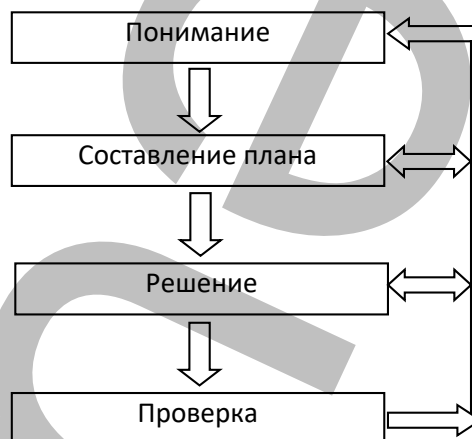 Понимание
Составление плана
Решение
Проверка